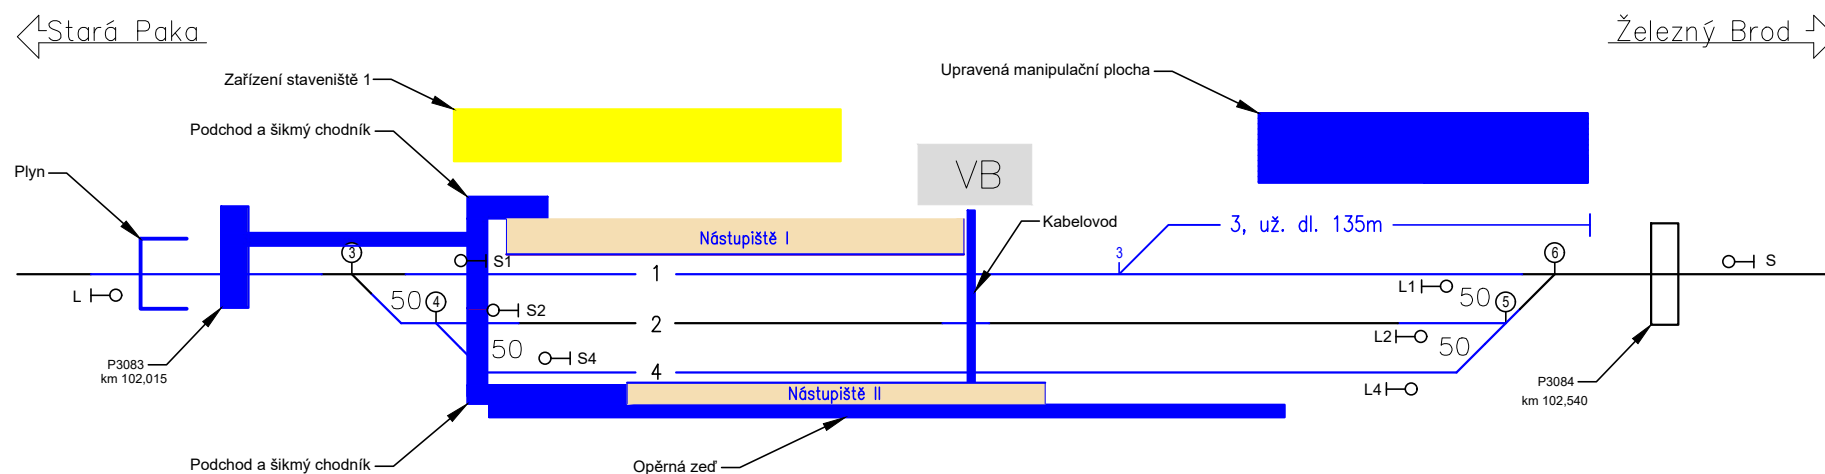 Stará Paka
Železný Brod
Zařízení staveniště 1
Upravená manipulační plocha
Podchod a šikmý chodník
Plyn
VB
Kabelovod
3, už. dl. 135m
Nástupiště I
3
S1
1
3
6
S
L
50
4
S2
2
L1
50
5
L2
50
S4
50
4
L4
P3083
km 102,015
Nástupiště II
P3084
km 102,540
Podchod a šikmý chodník
Opěrná zeď